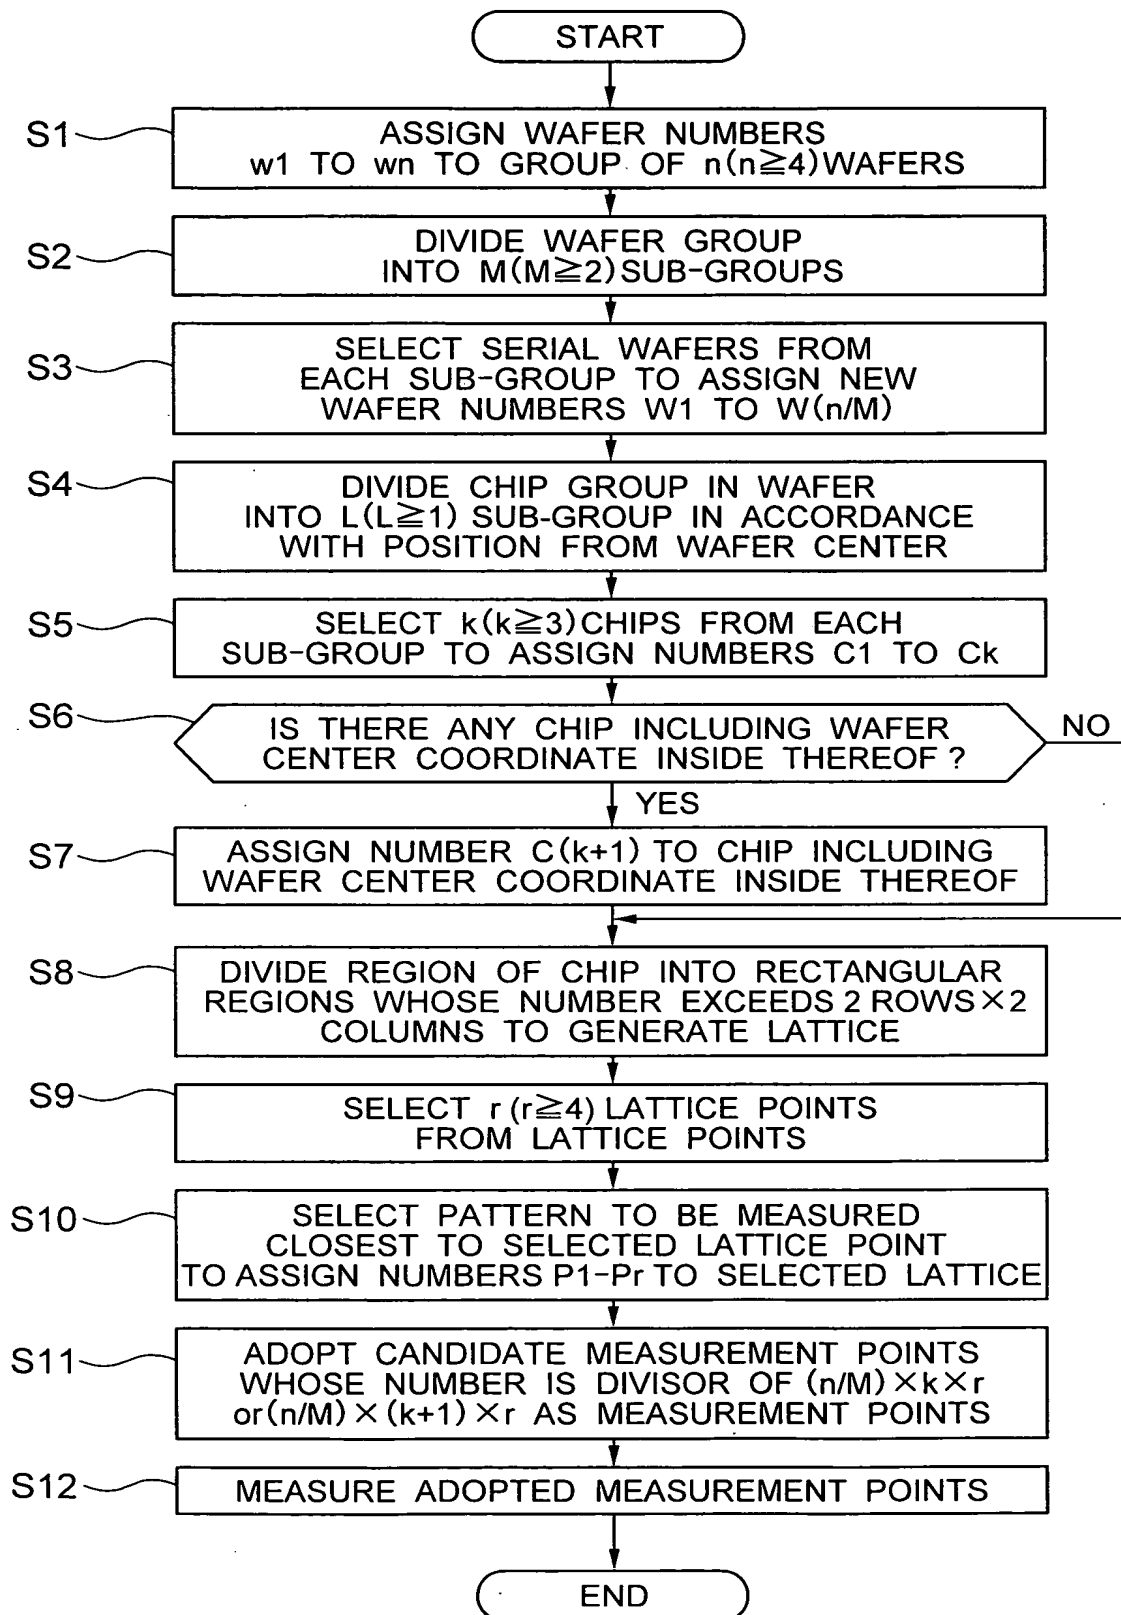 START
S1
ASSIGN WAFER NUMBERS
w1 TO wn TO GROUP OF n(n≧4)WAFERS
S2
DIVIDE WAFER GROUP
INTO M(M≧2)SUB-GROUPS
S3
SELECT SERIAL WAFERS FROM
EACH SUB-GROUP TO ASSIGN NEW
WAFER NUMBERS W1 TO W(n/M)
S4
DIVIDE CHIP GROUP IN WAFER
INTO L(L≧1) SUB-GROUP IN ACCORDANCE
WITH POSITION FROM WAFER CENTER
S5
SELECT k(k≧3)CHIPS FROM EACH
SUB-GROUP TO ASSIGN NUMBERS C1 TO Ck
S6
IS THERE ANY CHIP INCLUDING WAFER
CENTER COORDINATE INSIDE THEREOF ?
NO
YES
S7
ASSIGN NUMBER C(k+1) TO CHIP INCLUDING
WAFER CENTER COORDINATE INSIDE THEREOF
S8
DIVIDE REGION OF CHIP INTO RECTANGULAR
REGIONS WHOSE NUMBER EXCEEDS 2 ROWS×2
COLUMNS TO GENERATE LATTICE
S9
SELECT r(r≧4) LATTICE POINTS
FROM LATTICE POINTS
S10
SELECT PATTERN TO BE MEASURED
CLOSEST TO SELECTED LATTICE POINT
TO ASSIGN NUMBERS P1-Pr TO SELECTED LATTICE
S11
ADOPT CANDIDATE MEASUREMENT POINTS
WHOSE NUMBER IS DIVISOR OF (n/M)×k×r
or(n/M)×(k+1)×r AS MEASUREMENT POINTS
S12
MEASURE ADOPTED MEASUREMENT POINTS
END